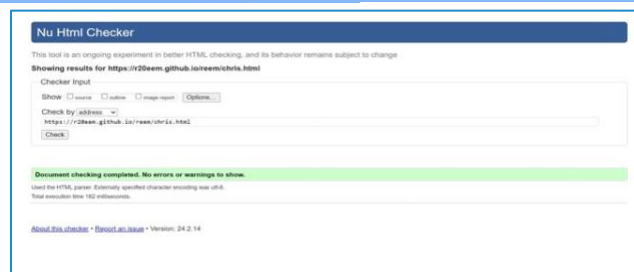 Nu Html Checker
This tool is an ongoing experiment in better HTML checking, and its behavior remains subject to change
Showing results for https://r20eem.github.io/reem/chris.html
Checker Input
Show source outline image report Options...
Check by address
https://r20eem.github.io/reem/chris.html
Check
Document checking completed. No errors or warnings to show.
Used the HTML parser. Externally specified character encoding was utf-8.
Total execution time 162 milliseconds.
About this checker • Report an issue • Version: 24.2.14